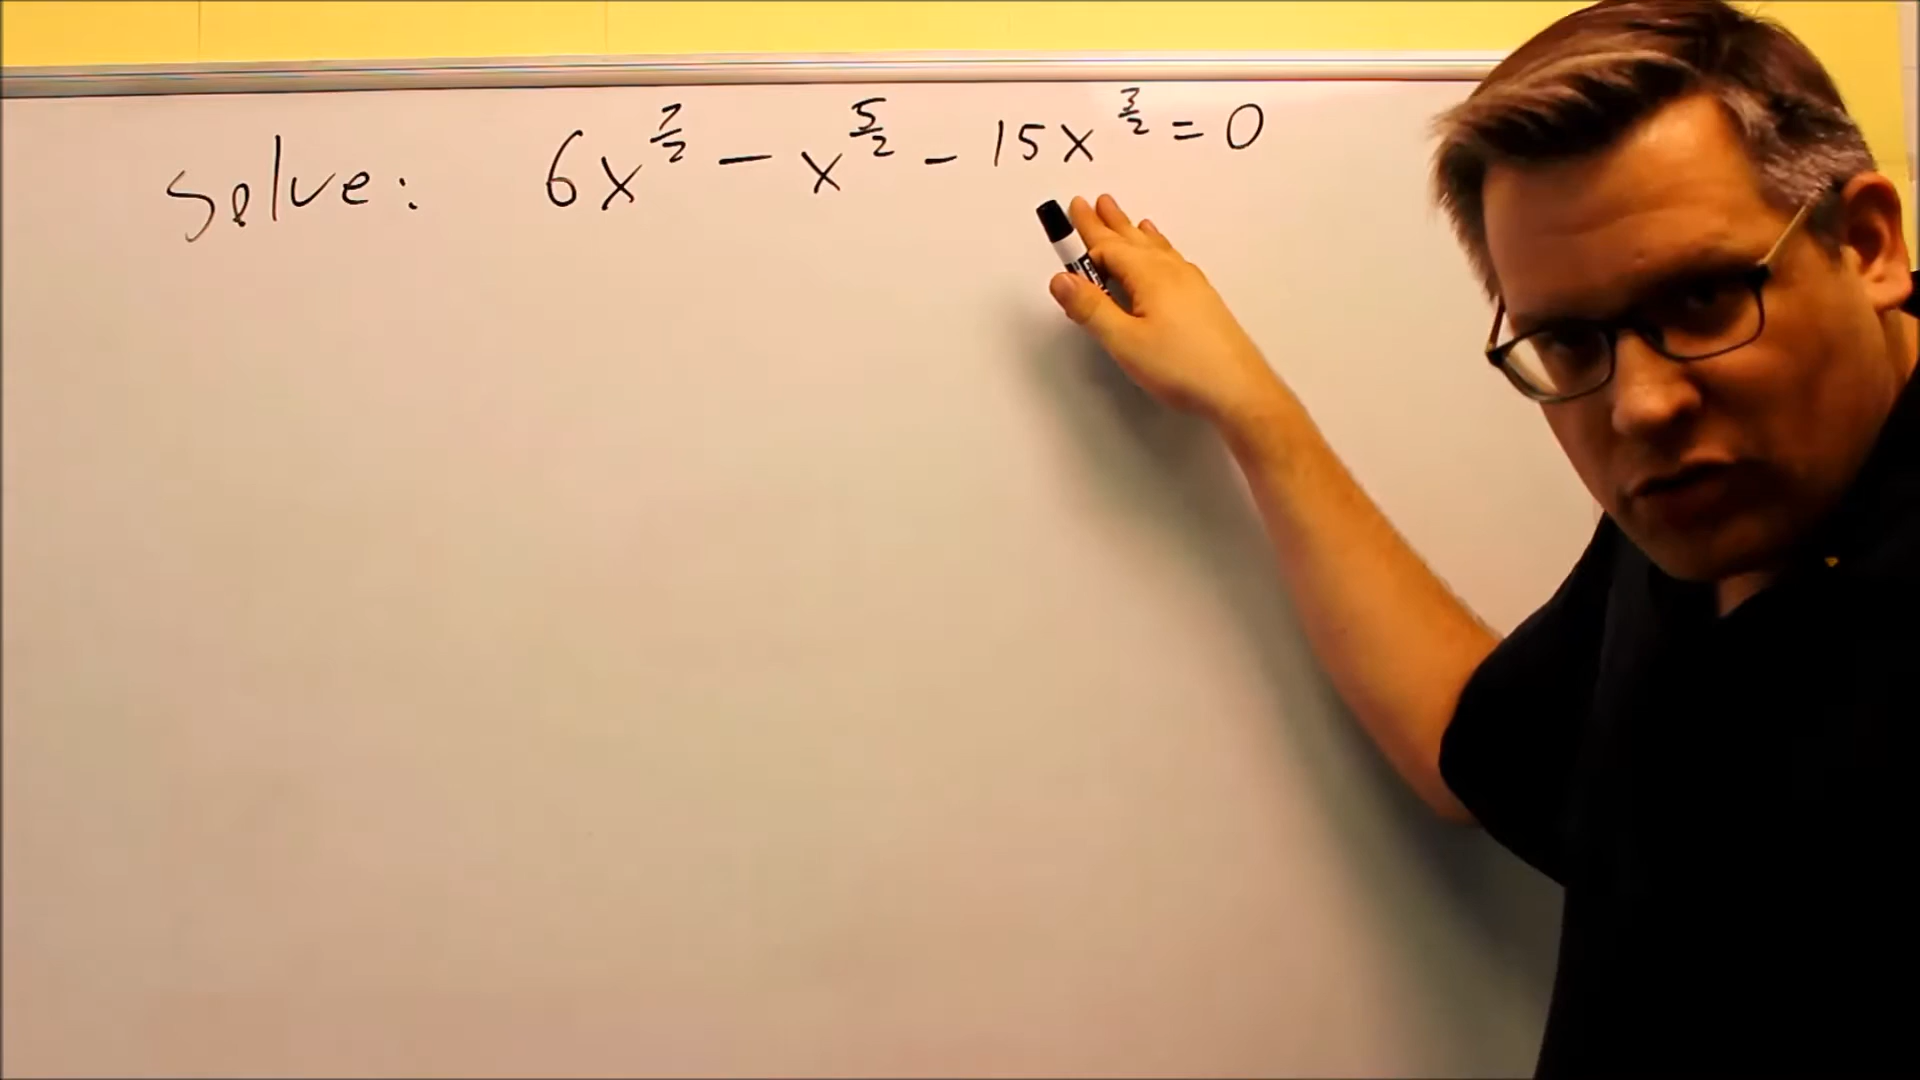 Solve: 6x^(7/2) - x^(5/2) - 15x^(3/2) = 0